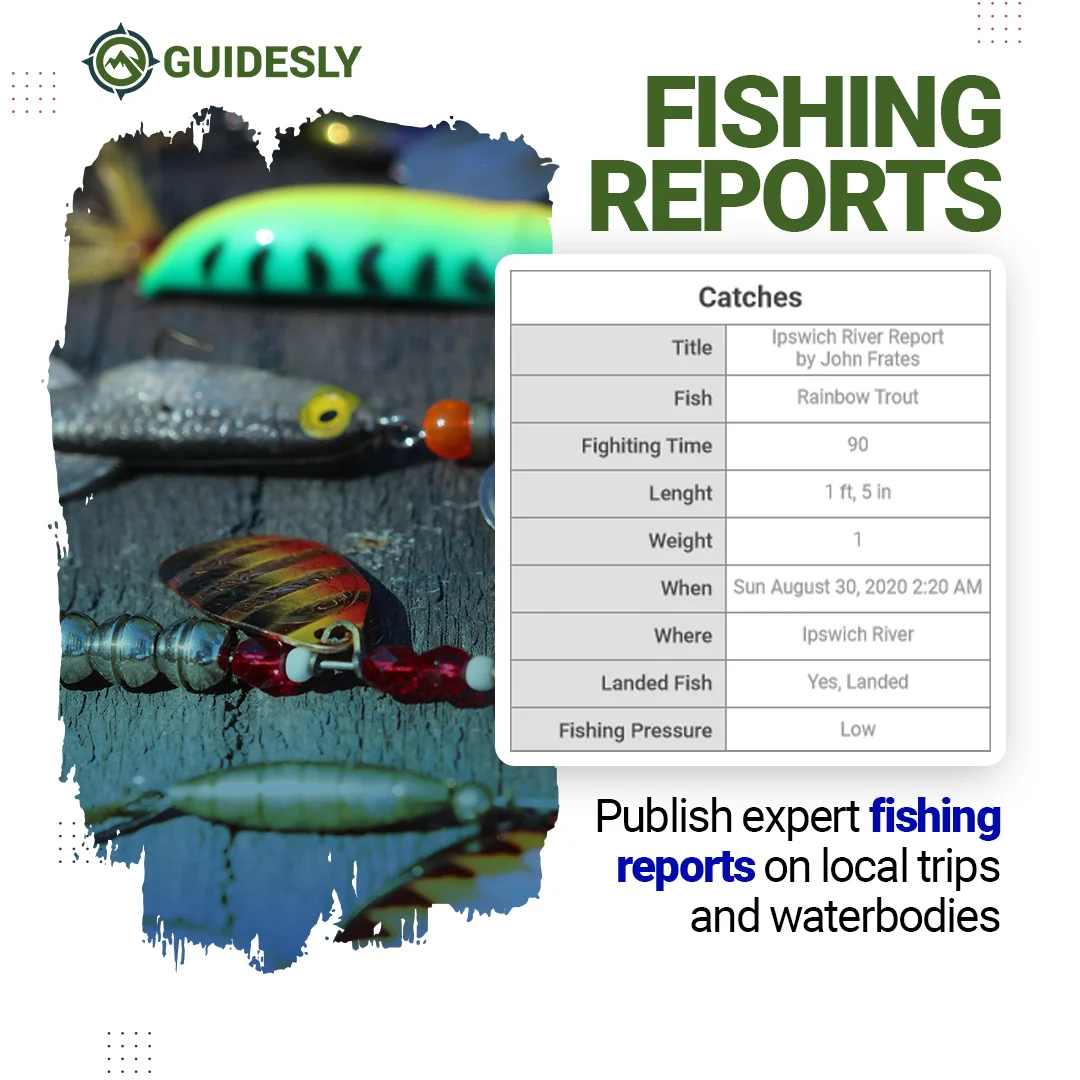 GUIDESLY
FISHING
REPORTS
Catches
Title Ipswich River Report
by John Frates
Fish Rainbow Trout
Fighiting Time 90
Lenght 1 ft, 5 in
Weight 1
When Sun August 30, 2020 2:20 AM
Where Ipswich River
Landed Fish Yes, Landed
Fishing Pressure Low
Publish expert fishing
reports on local trips
and waterbodies